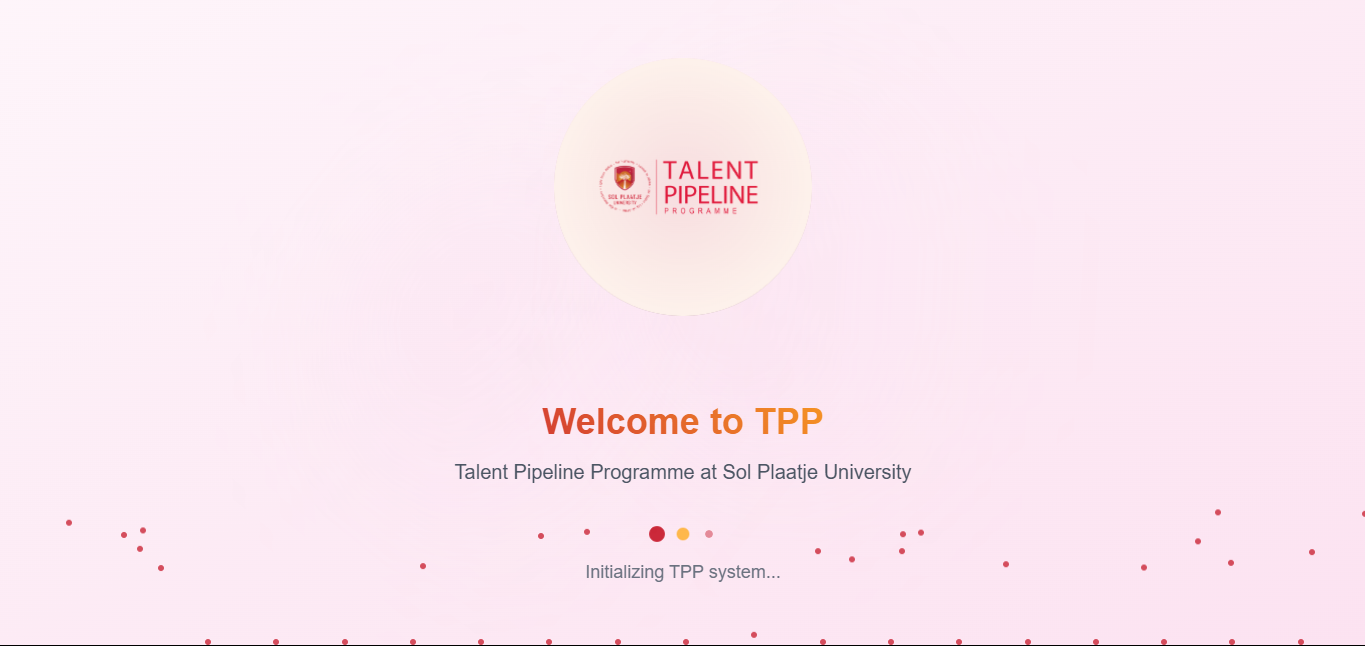 TALENT
PIPELINE
PROGRAMME
SOL PLAATJE
UNIVERSITY
Welcome to TPP
Talent Pipeline Programme at Sol Plaatje University
Initializing TPP system...